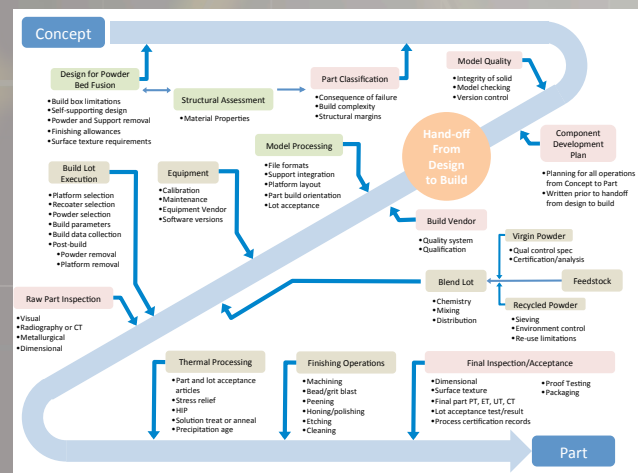 Concept
Design for Powder
Bed Fusion
•Build box limitations
•Self-supporting design
•Powder and Support removal
•Finishing allowances
•Surface texture requirements
Structural Assessment
•Material Properties
Part Classification
•Consequence of failure
•Build complexity
•Structural margins
Model Quality
•Integrity of solid
•Model checking
•Version control
Hand-off
From
Design
to Build
Component
Development
Plan
•Planning for all operations
from Concept to Part
•Written prior to handoff
from design to build
Build Lot
Execution
•Platform selection
•Recoater selection
•Powder selection
•Build parameters
•Build data collection
•Post-build
•Powder removal
•Platform removal
Equipment
•Calibration
•Maintenance
•Equipment Vendor
•Software versions
Model Processing
•File formats
•Support integration
•Platform layout
•Part build orientation
•Lot acceptance
Build Vendor
•Quality system
•Qualification
Virgin Powder
•Qual control spec
•Certification/analysis
Blend Lot
•Chemistry
•Mixing
•Distribution
Feedstock
Recycled Powder
•Sieving
•Environment control
•Re-use limitations
Raw Part Inspection
•Visual
•Radiography or CT
•Metallurgical
•Dimensional
Thermal Processing
•Part and lot acceptance
articles
•Stress relief
•HIP
•Solution treat or anneal
•Precipitation age
Finishing Operations
•Machining
•Bead/grit blast
•Peening
•Honing/polishing
•Etching
•Cleaning
Final Inspection/Acceptance
•Dimensional
•Surface texture
•Final part PT, ET, UT, CT
•Lot acceptance test/result
•Process certification records
•Proof Testing
•Packaging
Part